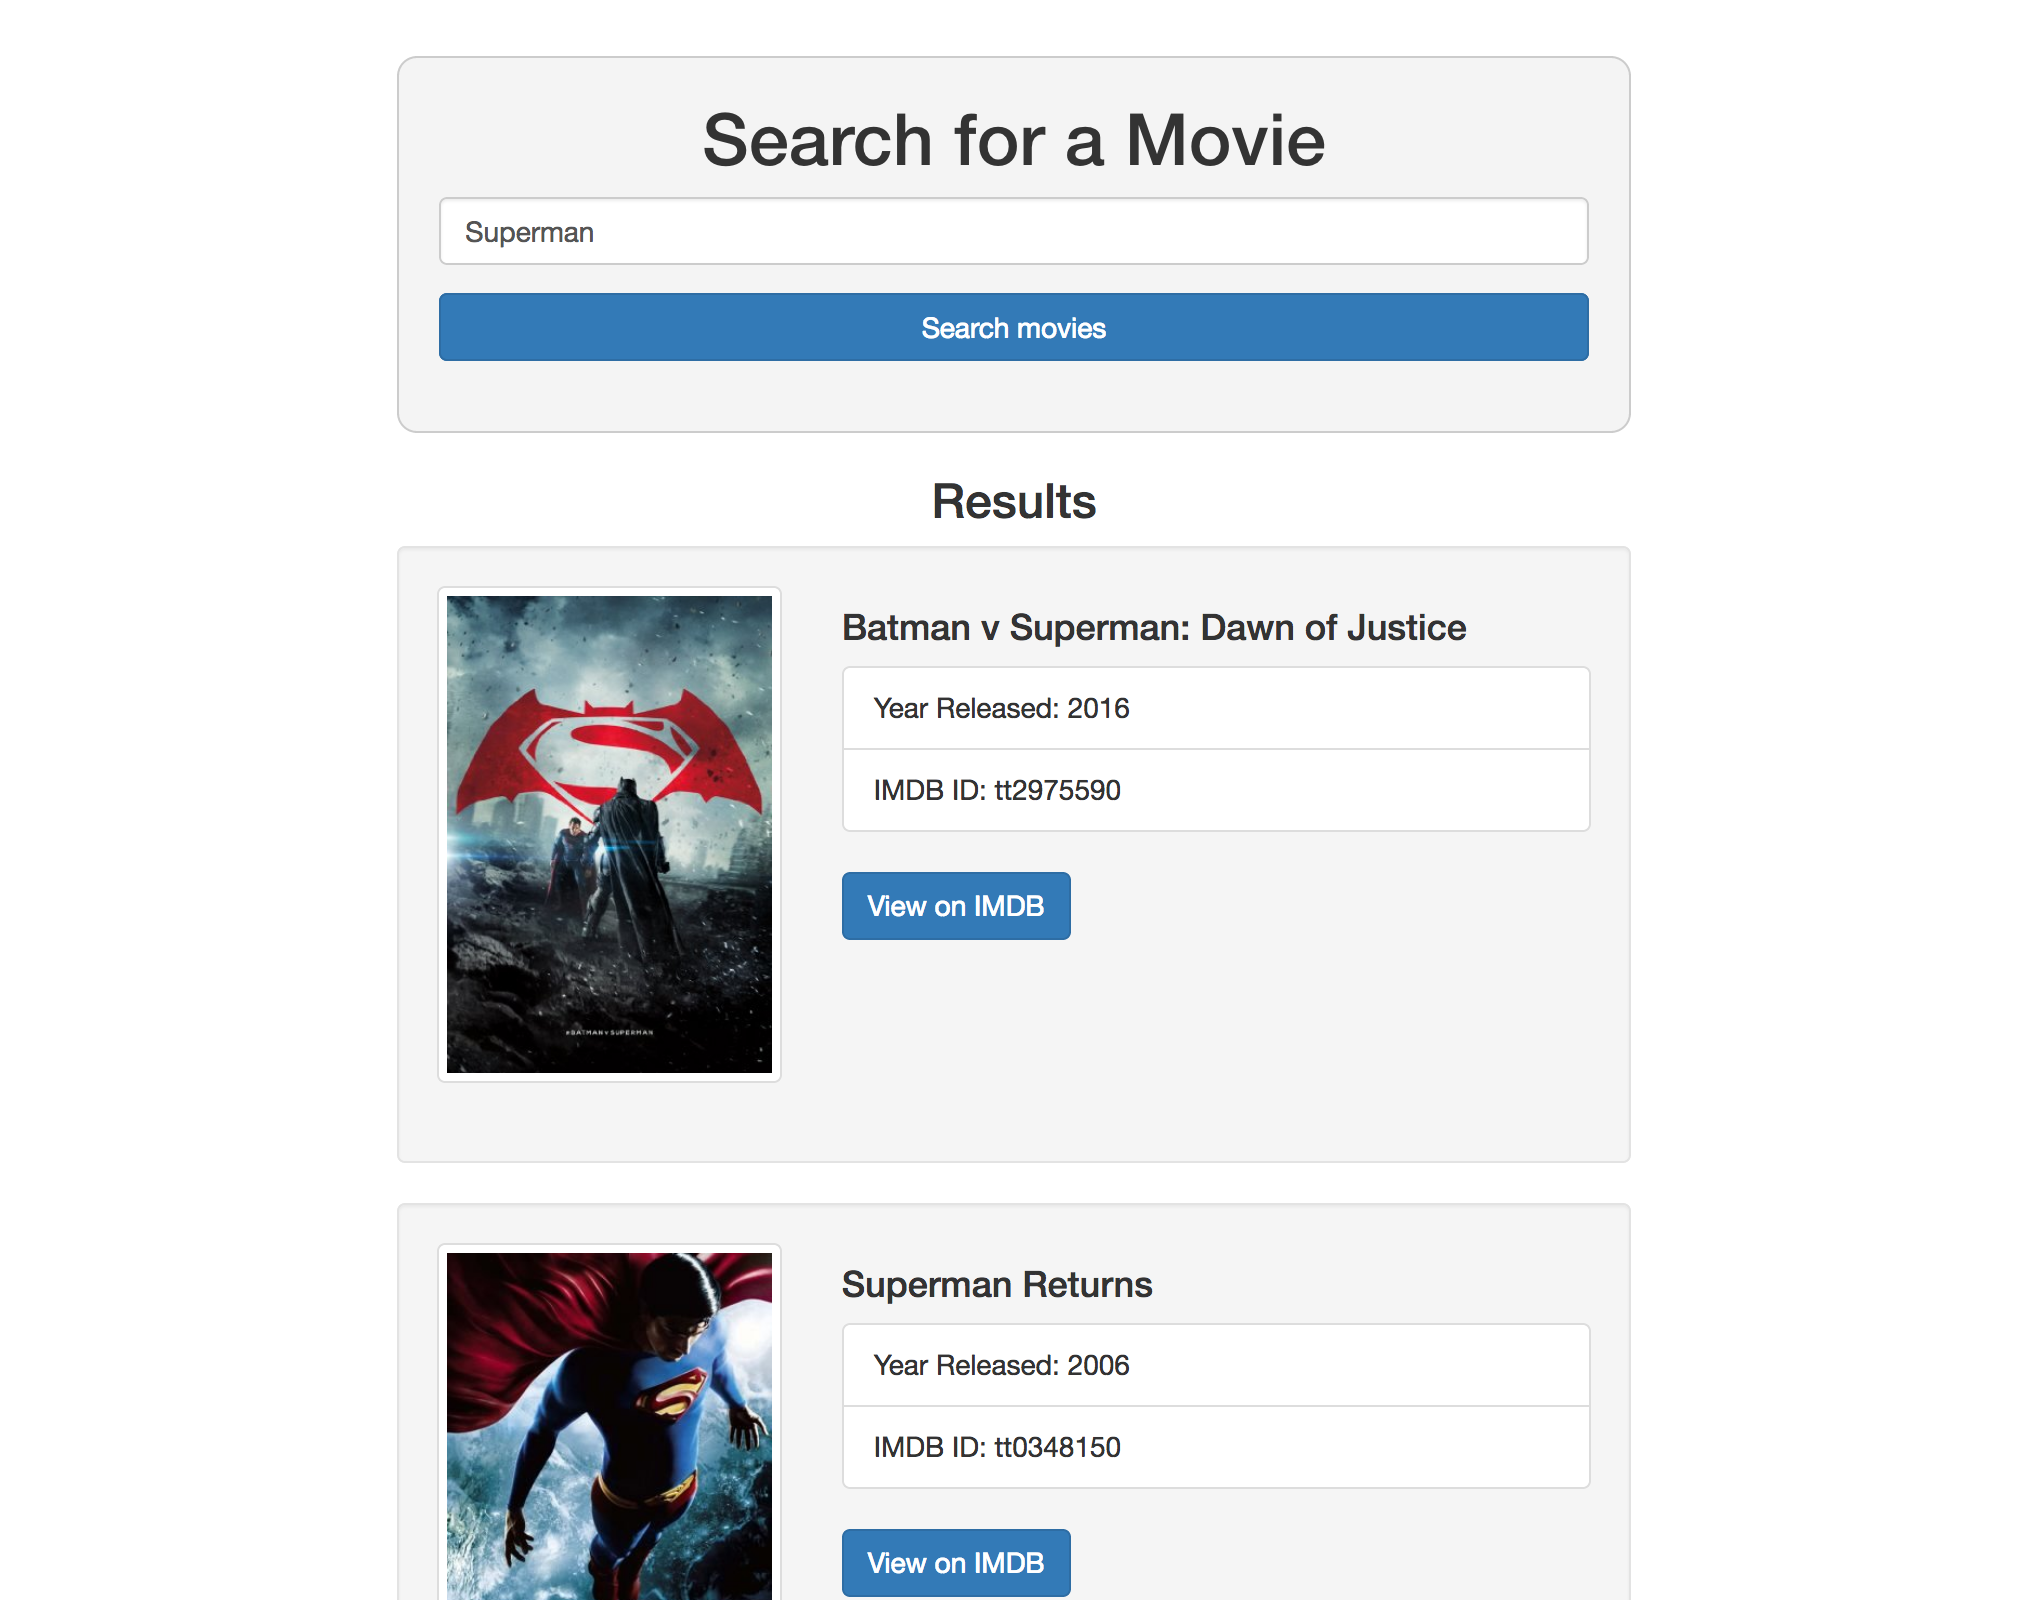 Search for a Movie
Superman
Search movies
Results
Batman v Superman: Dawn of Justice
Year Released: 2016
IMDB ID: tt2975590
View on IMDB
#BATMANVSUPERMAN
Superman Returns
Year Released: 2006
IMDB ID: tt0348150
View on IMDB